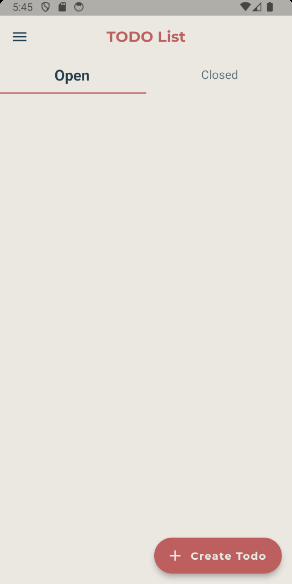 5:45
TODO List
Open
Closed
Create Todo